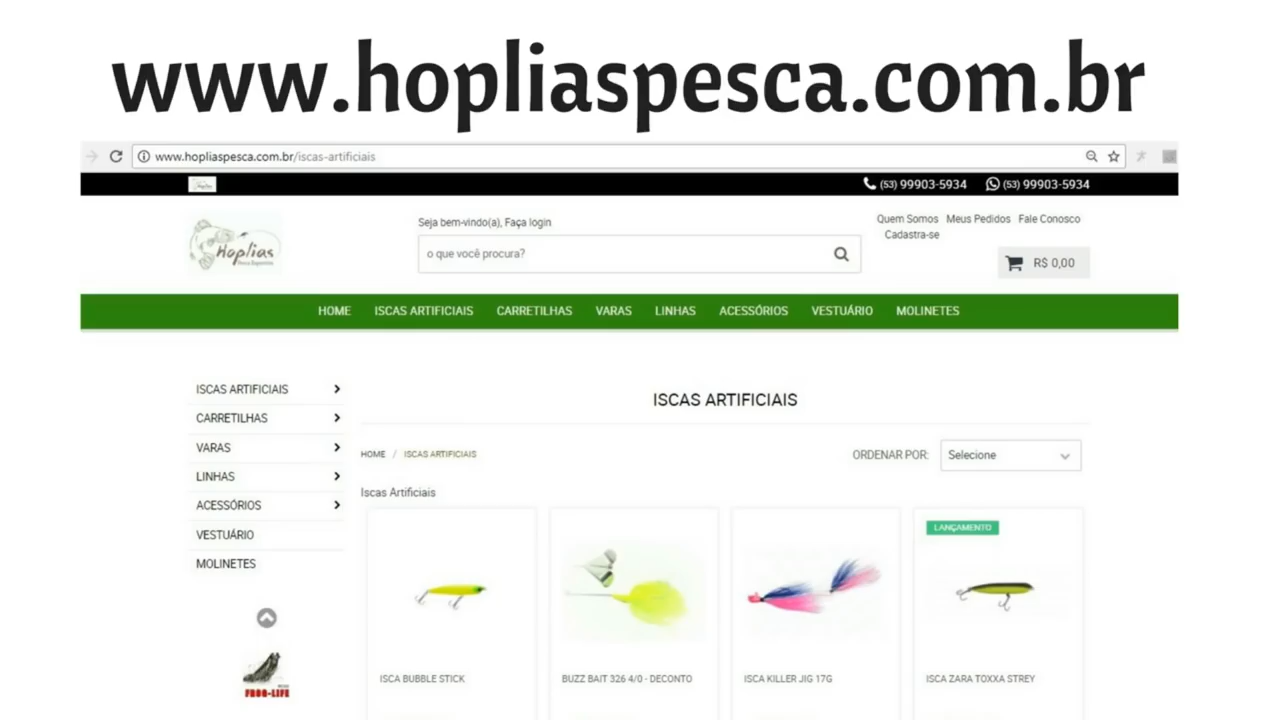 www.hopliaspesca.com.br
www.hopliaspesca.com.br/iscas-artificiais
(53) 99903-5934 (53) 99903-5934
Hoplias
Seja bem-vindo(a), Faça login
o que você procura?
Quem Somos Meus Pedidos Fale Conosco
Cadastra-se
R$ 0,00
HOME ISCAS ARTIFICIAIS CARRETILHAS VARAS LINHAS ACESSÓRIOS VESTUÁRIO MOLINETES
ISCAS ARTIFICIAIS
CARRETILHAS
VARAS
LINHAS
ACESSÓRIOS
VESTUÁRIO
MOLINETES
FROG-LIFE
ISCAS ARTIFICIAIS
HOME / ISCAS ARTIFICIAIS
ORDENAR POR: Selecione
Iscas Artificiais
LANÇAMENTO
ISCA BUBBLE STICK
BUZZ BAIT 326 4/0 - DECONTO
ISCA KILLER JIG 17G
ISCA ZARA TOXXA STREY